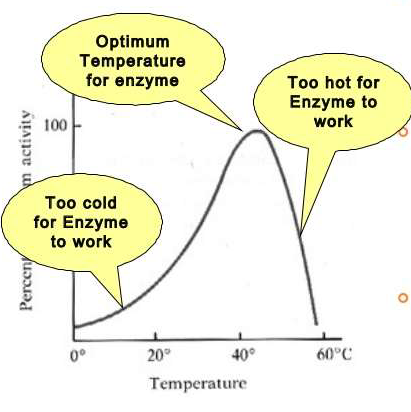 Optimum
Temperature
for enzyme
Too hot for
Enzyme to
work
100
Too cold
for Enzyme
to work
activity
0° 20° 40° 60°C
Temperature